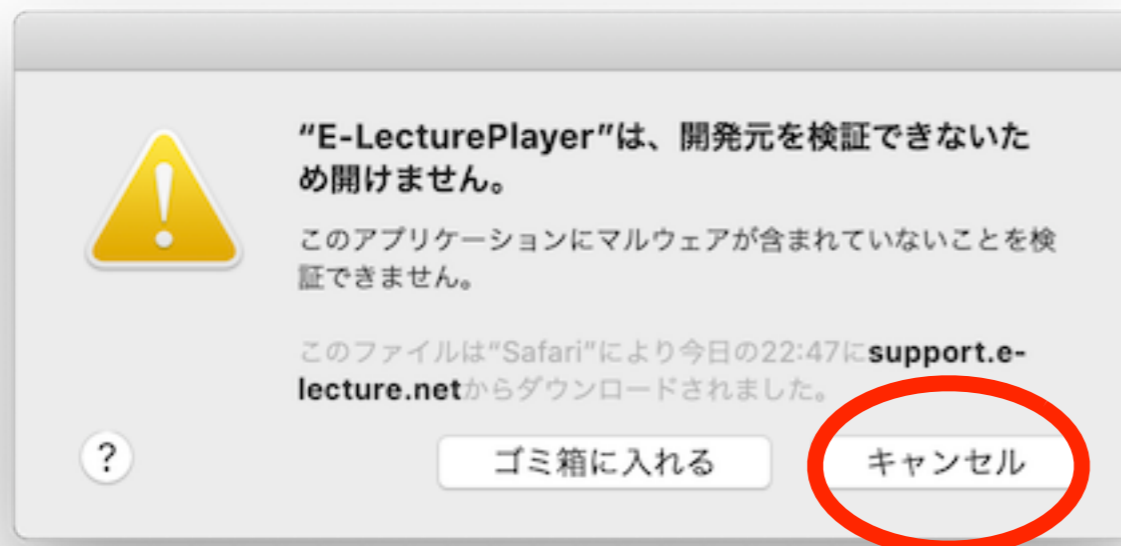 “E-LecturePlayer”は、開発元を検証できないた
め開けません。
このアプリケーションにマルウェアが含まれていないことを検
証できません。
このファイルは“Safari”により今日の22:47にsupport.e-
lecture.netからダウンロードされました。
? ゴミ箱に入れる キャンセル